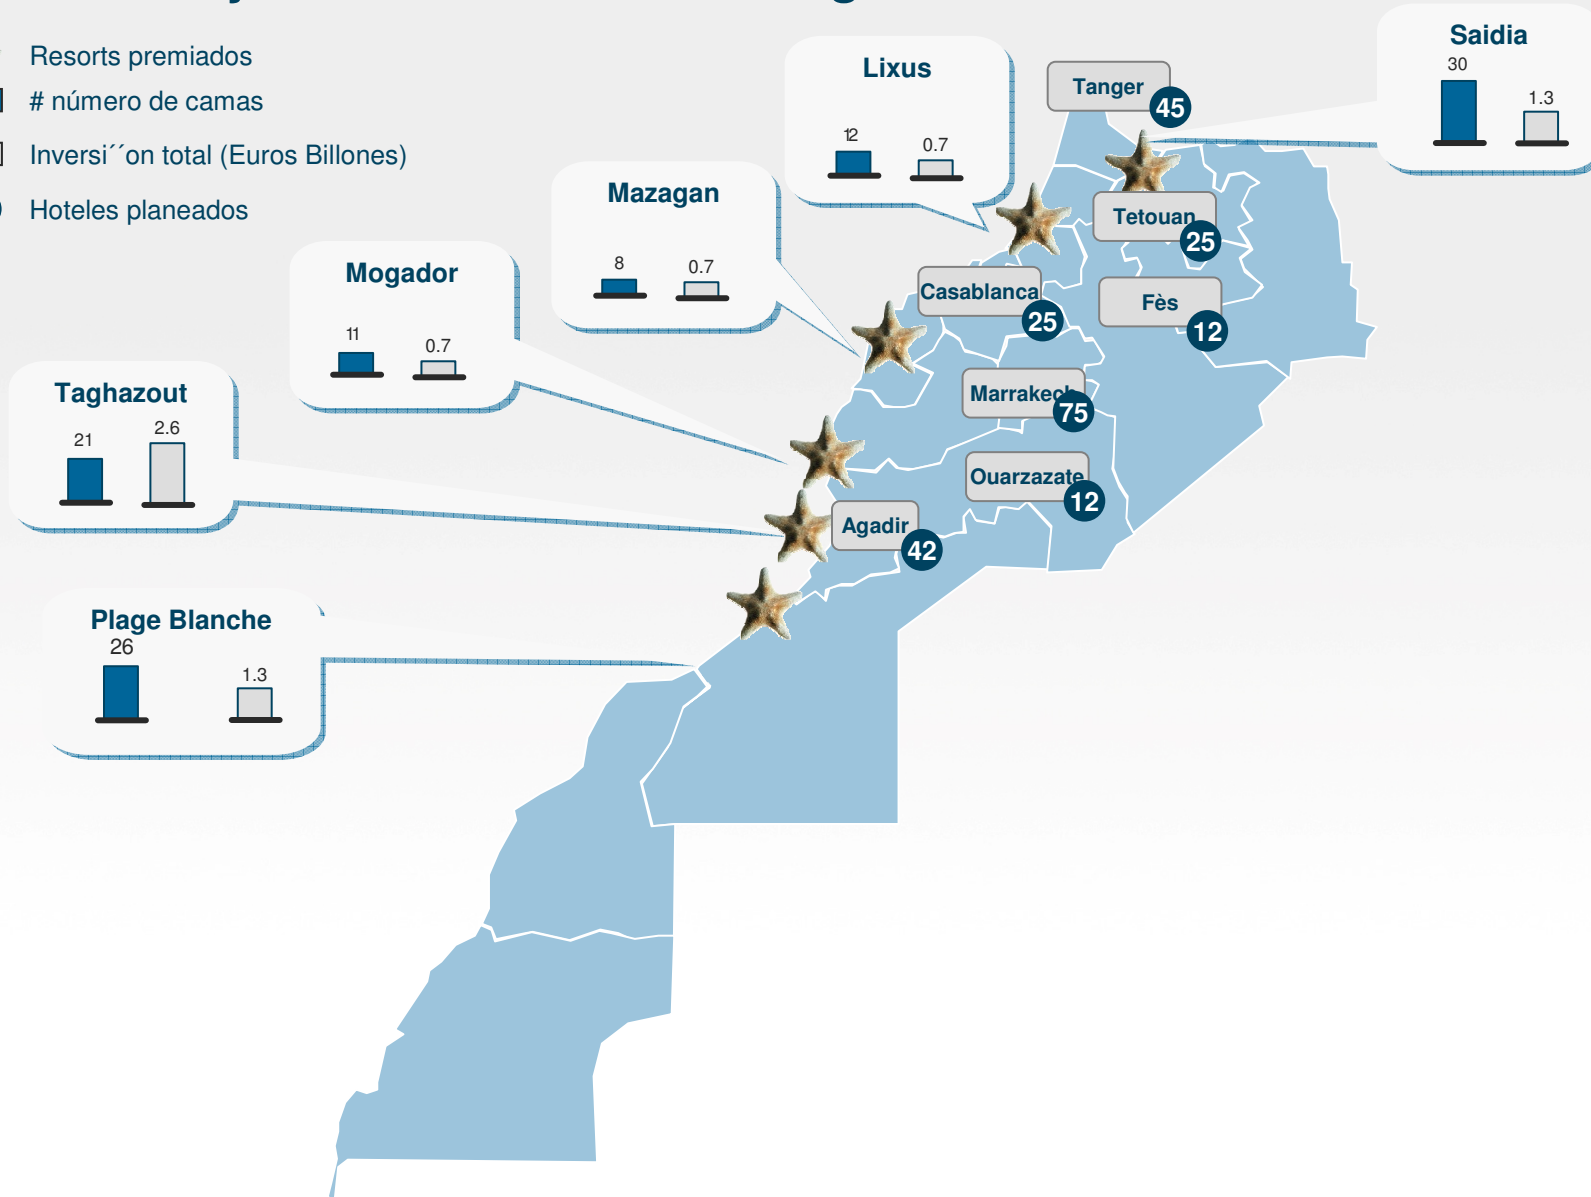 Resorts premiados
# número de camas
Inversi´´on total (Euros Billones)
Hoteles planeados
Saidia
30
1.3
Lixus
12
0.7
Tanger
45
Mazagan
8
0.7
Tetouan
25
Mogador
11
0.7
Casablanca
25
Fès
12
Taghazout
21
2.6
Marrakech
75
Ouarzazate
12
Agadir
42
Plage Blanche
26
1.3